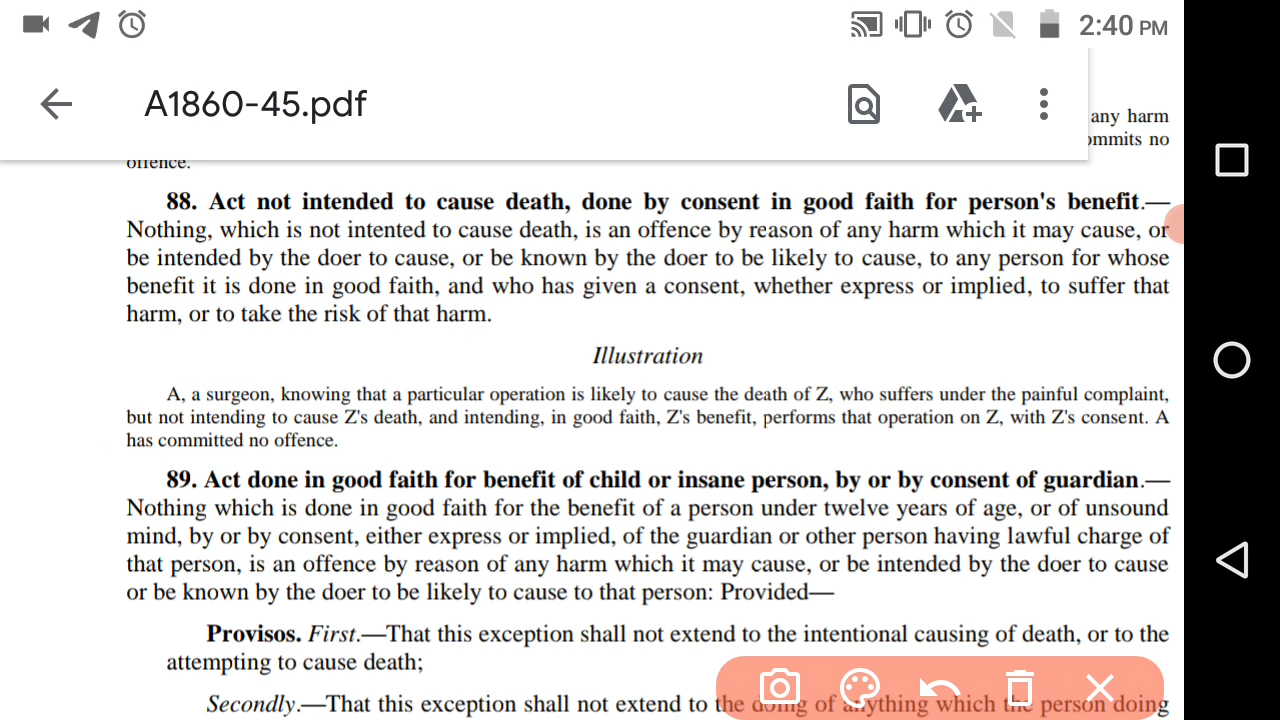 2:40 PM
A1860-45.pdf
any harm
ommits no
offence.
88. Act not intended to cause death, done by consent in good faith for person's benefit.—
Nothing, which is not intented to cause death, is an offence by reason of any harm which it may cause, or
be intended by the doer to cause, or be known by the doer to be likely to cause, to any person for whose
benefit it is done in good faith, and who has given a consent, whether express or implied, to suffer that
harm, or to take the risk of that harm.
Illustration
A, a surgeon, knowing that a particular operation is likely to cause the death of Z, who suffers under the painful complaint,
but not intending to cause Z's death, and intending, in good faith, Z's benefit, performs that operation on Z, with Z's consent. A
has committed no offence.
89. Act done in good faith for benefit of child or insane person, by or by consent of guardian.—
Nothing which is done in good faith for the benefit of a person under twelve years of age, or of unsound
mind, by or by consent, either express or implied, of the guardian or other person having lawful charge of
that person, is an offence by reason of any harm which it may cause, or be intended by the doer to cause
or be known by the doer to be likely to cause to that person: Provided—
Provisos. First.—That this exception shall not extend to the intentional causing of death, or to the
attempting to cause death;
Secondly.—That this exception shall not extend to the doing of anything which the person doing